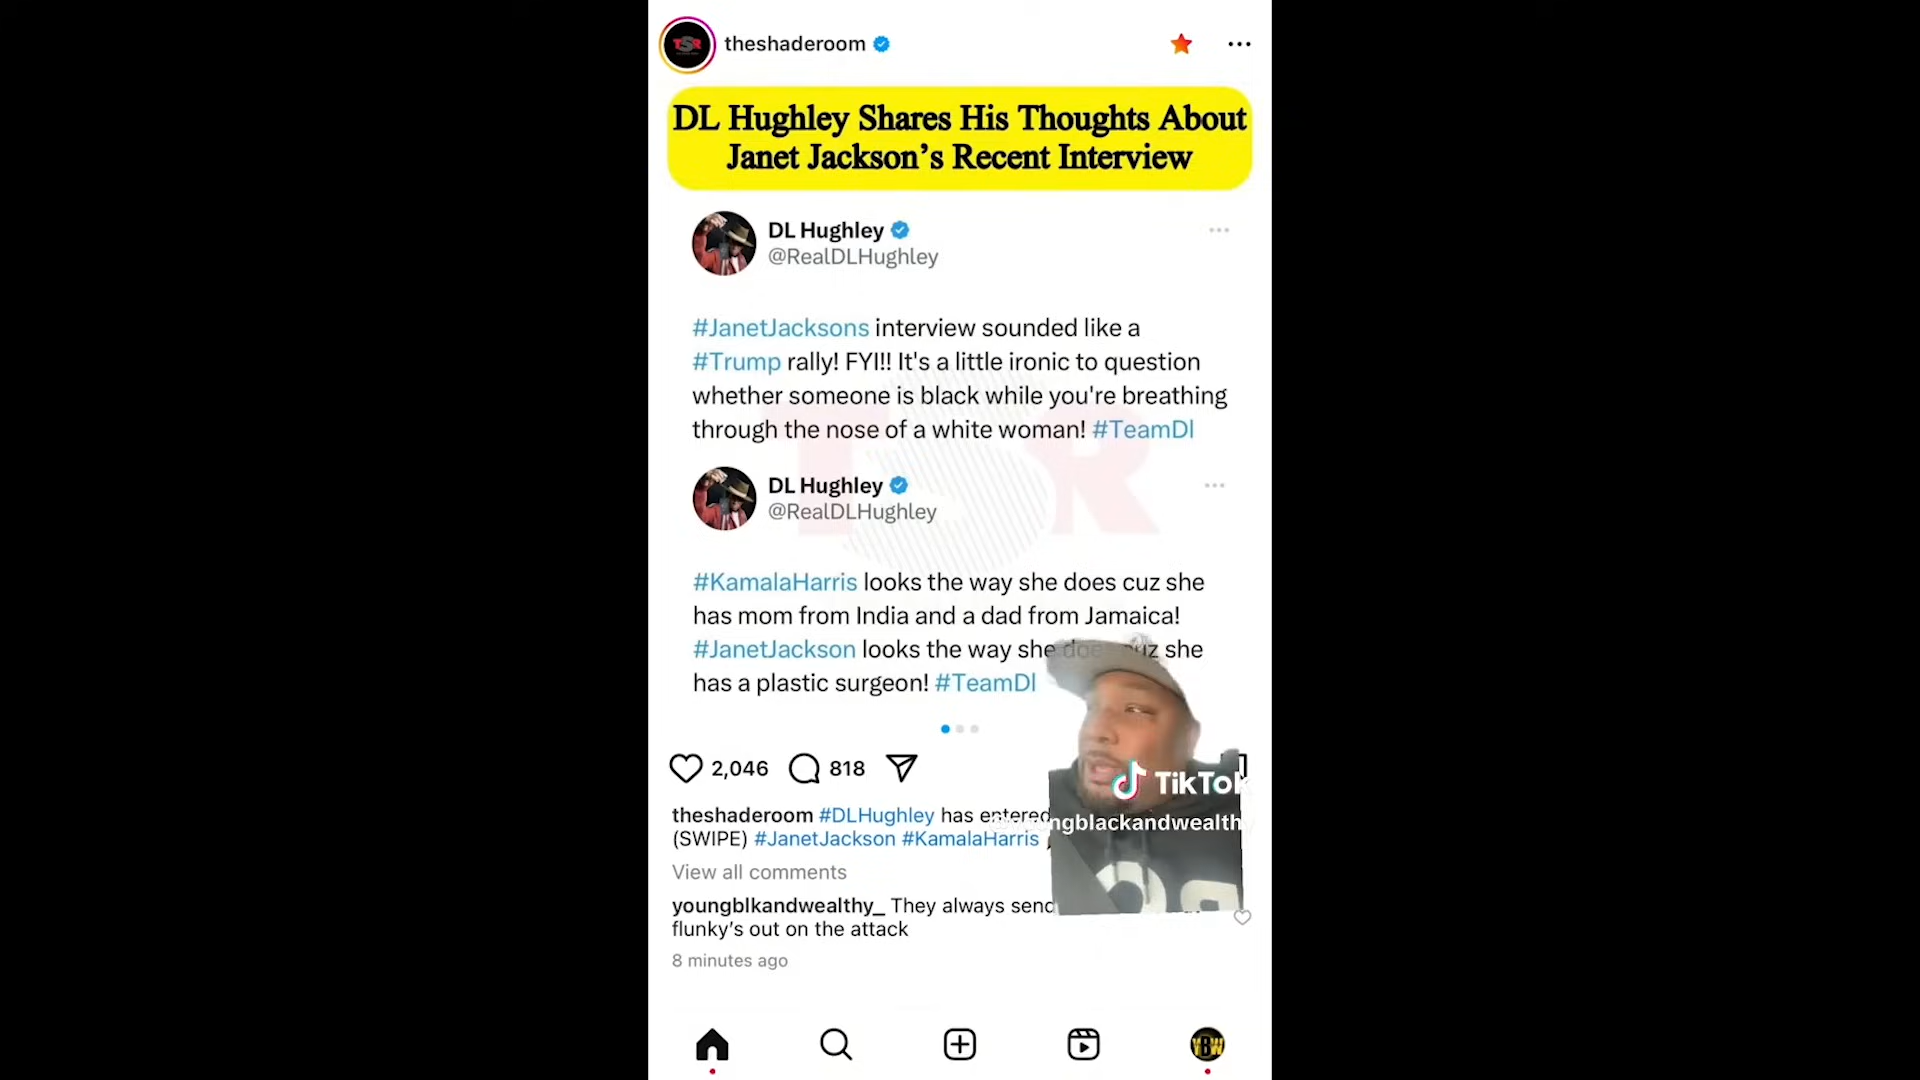 TSR
theshaderoom
DL Hughley Shares His Thoughts About
Janet Jackson's Recent Interview
DL Hughley
@RealDLHughley
#JanetJacksons interview sounded like a
#Trump rally! FYI!! It's a little ironic to question
whether someone is black while you're breathing
through the nose of a white woman! #TeamDl
TSR
DL Hughley
@RealDLHughley
#KamalaHarris looks the way she does cuz she
has mom from India and a dad from Jamaica!
#JanetJackson looks the way she does cuz she
has a plastic surgeon! #TeamDl
2,046 818
TikTok
theshaderoom #DLHughley has entered
@youngblackandwealthy
(SWIPE) #JanetJackson #KamalaHarris
View all comments
youngblkandwealthy_ They always send
flunky's out on the attack
8 minutes ago
YBW